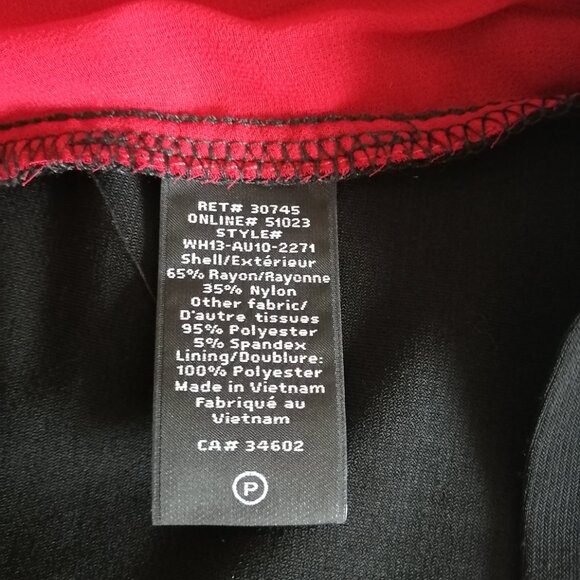 RET# 30745
ONLINE# 51023
STYLE#
WH13-AU10-2271
Shell/Extérieur
65% Rayon/Rayonne
35% Nylon
Other fabric/
D'autre tissues
95% Polyester
5% Spandex
Lining/Doublure:
100% Polyester
Made in Vietnam
Fabriqué au
Vietnam
CA# 34602
P